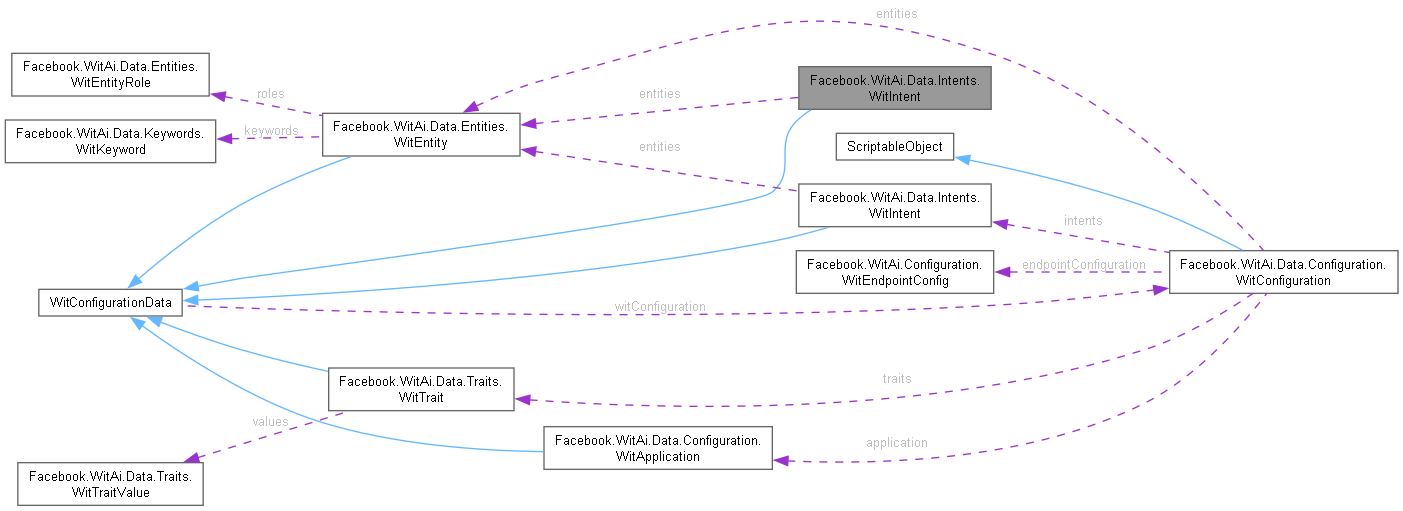 entities
Facebook.WitAi.Data.Entities.
WitEntityRole
Facebook.WitAi.Data.Intents.
WitIntent
roles
entities
Facebook.WitAi.Data.Keywords.
WitKeyword
keywords
Facebook.WitAi.Data.Entities.
WitEntity
entities
ScriptableObject
Facebook.WitAi.Data.Intents.
WitIntent
intents
Facebook.WitAi.Configuration.
WitEndpointConfig
endpointConfiguration
Facebook.WitAi.Data.Configuration.
WitConfiguration
WitConfigurationData
witConfiguration
Facebook.WitAi.Data.Traits.
WitTrait
traits
values
Facebook.WitAi.Data.Configuration.
WitApplication
application
Facebook.WitAi.Data.Traits.
WitTraitValue